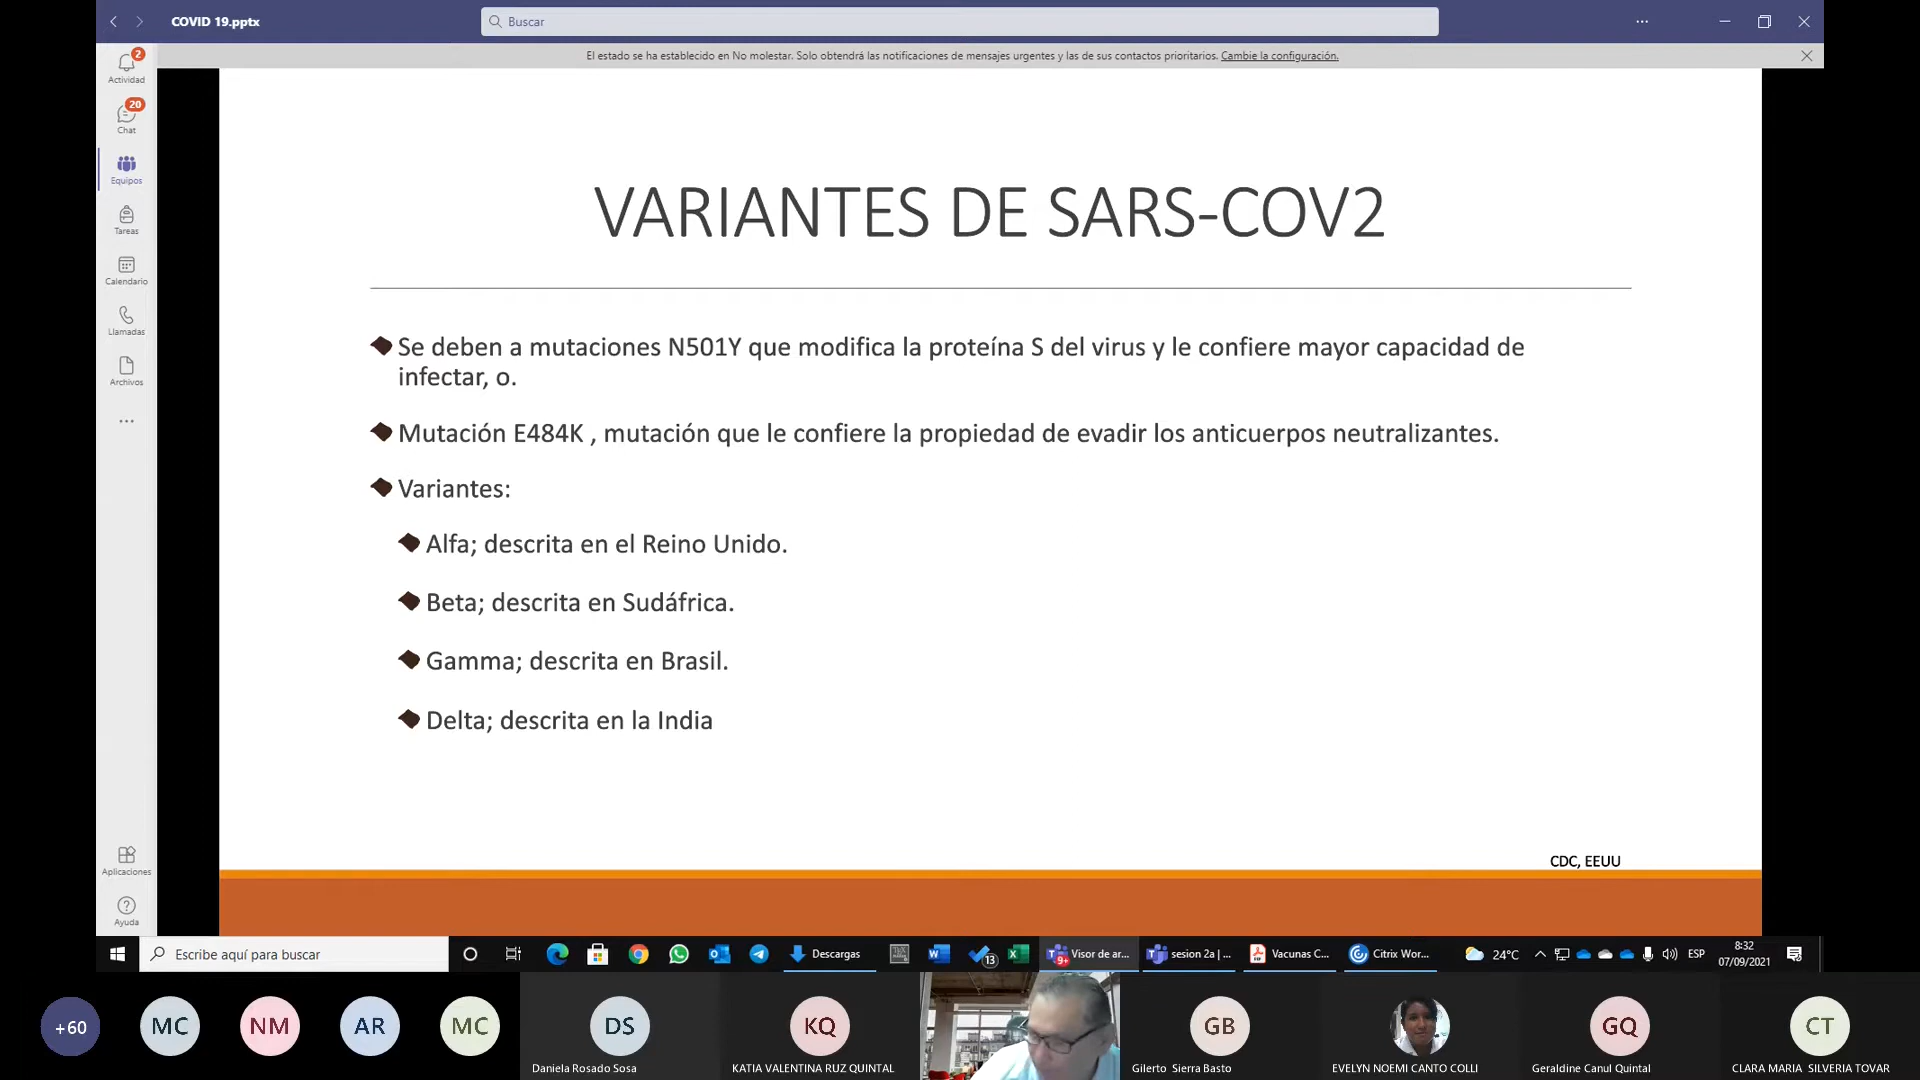 COVID 19.pptx
Buscar
El estado se ha establecido en No molestar. Solo obtendrá las notificaciones de mensajes urgentes y las de sus contactos prioritarios. Cambie la configuración.
2
Actividad
20
Chat
Equipos
Tareas
Calendario
Llamadas
Archivos
Aplicaciones
Ayuda
VARIANTES DE SARS-COV2
Se deben a mutaciones N501Y que modifica la proteína S del virus y le confiere mayor capacidad de
infectar, o.
Mutación E484K , mutación que le confiere la propiedad de evadir los anticuerpos neutralizantes.
Variantes:
Alfa; descrita en el Reino Unido.
Beta; descrita en Sudáfrica.
Gamma; descrita en Brasil.
Delta; descrita en la India
CDC, EEUU
Escribe aquí para buscar
Descargas
13
9+
Visor de ar...
sesion 2a | ...
Vacunas C...
Citrix Wor...
24°C
ESP
8:32
07/09/2021
+60
MC
NM
AR
MC
DS
Daniela Rosado Sosa
KQ
KATIA VALENTINA RUZ QUINTAL
GB
Gilerto Sierra Basto
EVELYN NOEMI CANTO COLLI
GQ
Geraldine Canul Quintal
CT
CLARA MARIA SILVERIA TOVAR